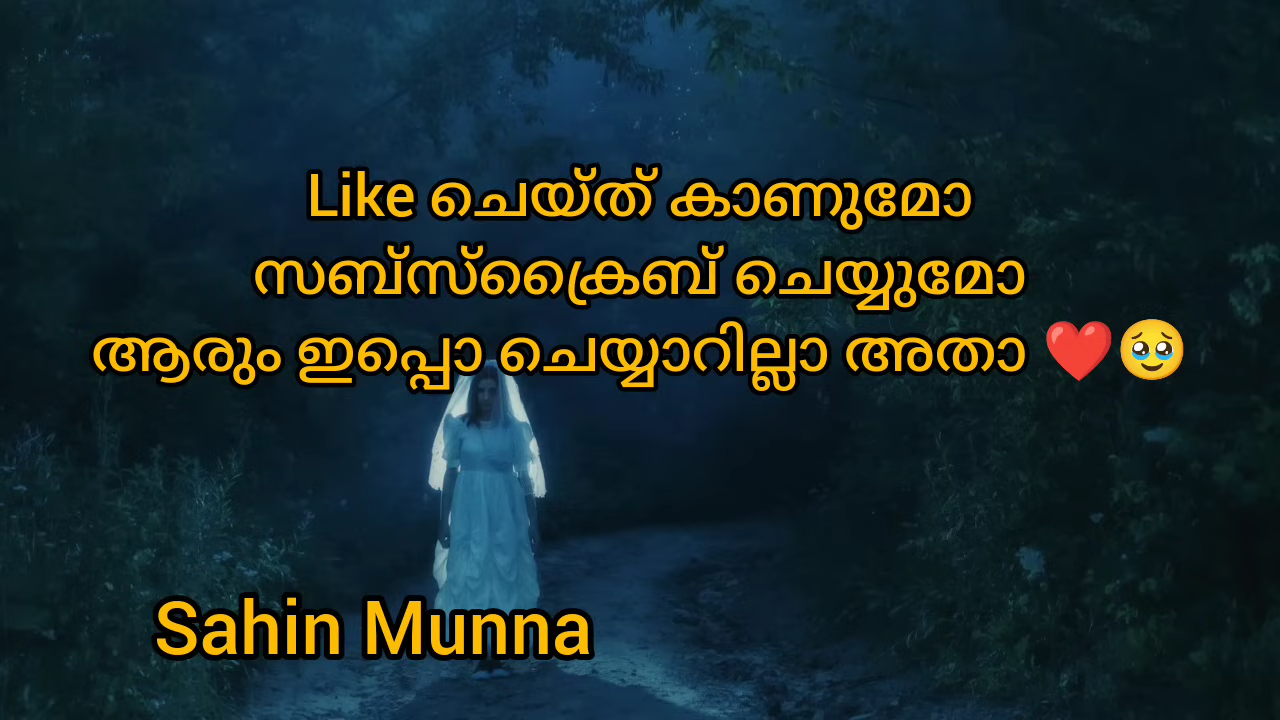 Like ചെയ്ത് കാണുമോ
സബ്സ്ക്രൈബ് ചെയ്യുമോ
ആരും ഇപ്പൊ ചെയ്യാറില്ലാ അതാ ❤️🥹
Sahin Munna